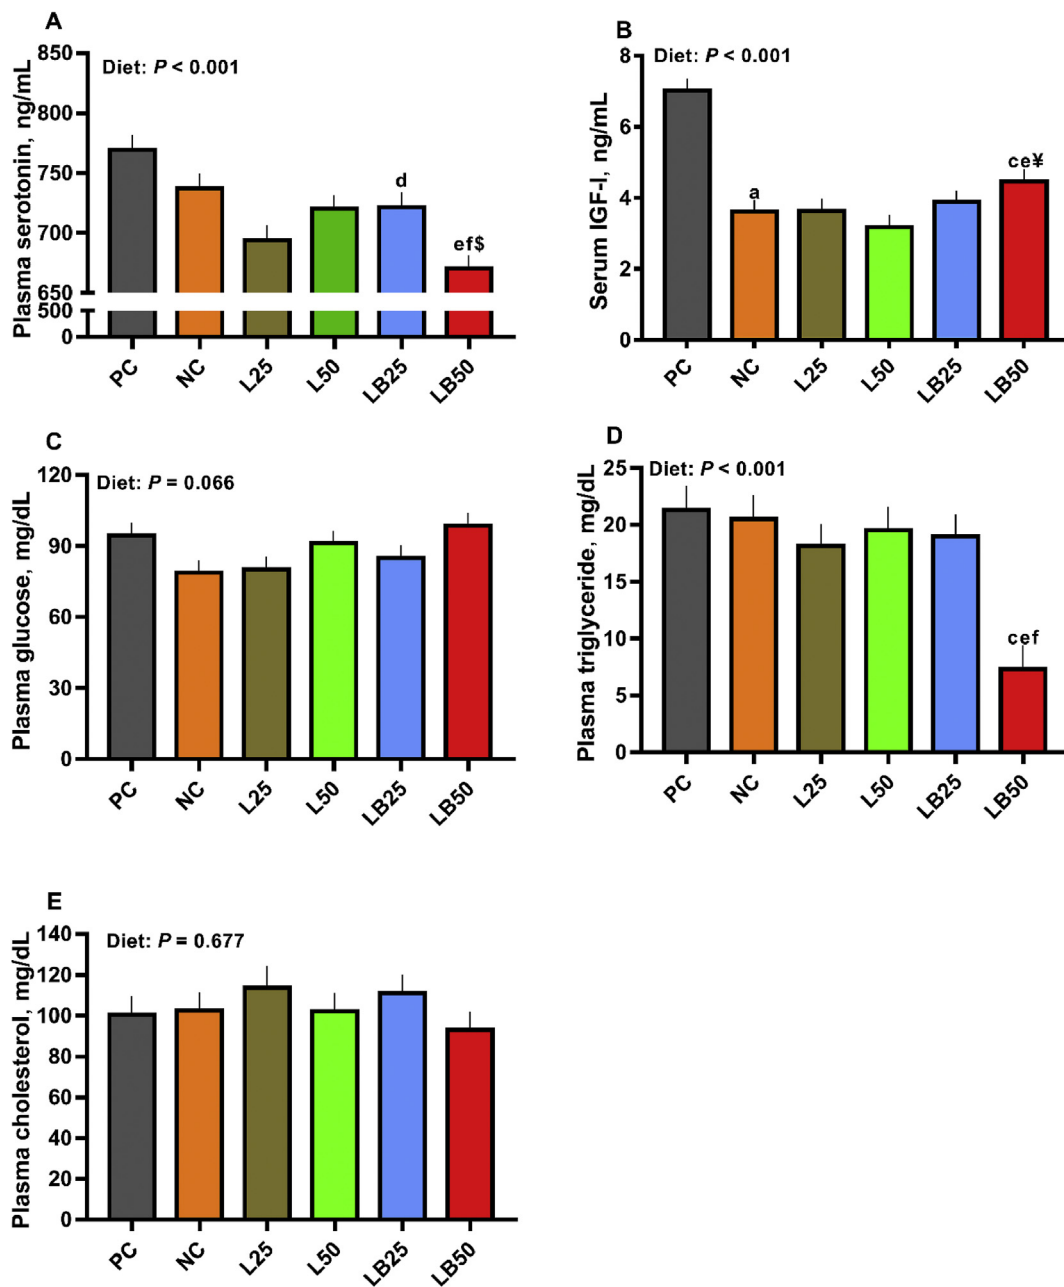 A
Diet: P < 0.001
Plasma serotonin, ng/mL
850
750
700
650
500
0
d
ef$
PC
NC
L25
L50
LB25
LB50
B
Diet: P < 0.001
Serum IGF-I, ng/mL
8
6
4
2
0
a
ce¥
PC
NC
L25
L50
LB25
LB50
C
Diet: P = 0.066
Plasma glucose, mg/dL
120
90
60
30
0
PC
NC
L25
L50
LB25
LB50
D
Diet: P < 0.001
Plasma triglyceride, mg/dL
25
20
15
10
5
0
cef
PC
NC
L25
L50
LB25
LB50
E
Diet: P = 0.677
Plasma cholesterol, mg/dL
140
120
100
80
60
40
20
0
PC
NC
L25
L50
LB25
LB50